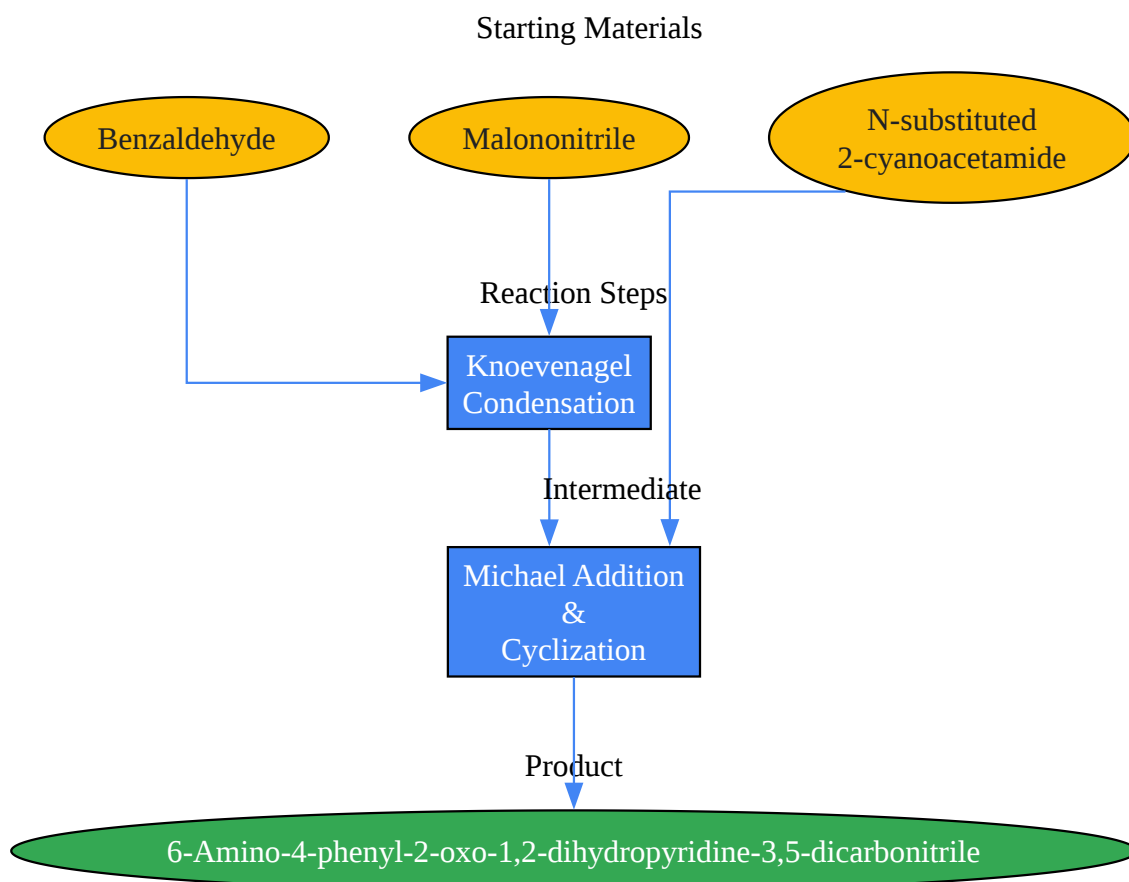 Starting Materials
Benzaldehyde
Malononitrile
N-substituted
2-cyanoacetamide
Reaction Steps
Knoevenagel
Condensation
Intermediate
Michael Addition
&
Cyclization
Product
6-Amino-4-phenyl-2-oxo-1,2-dihydropyridine-3,5-dicarbonitrile